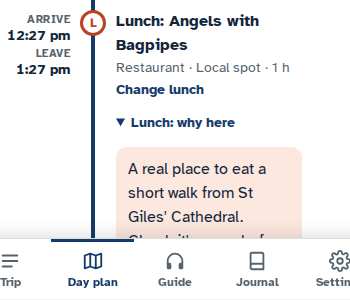 ARRIVE
12:27 pm
LEAVE
1:27 pm
L
Lunch: Angels with
Bagpipes
Restaurant · Local spot · 1 h
Change lunch
▼ Lunch: why here
A real place to eat a
short walk from St
Giles' Cathedral.
Trip
Day plan
Guide
Journal